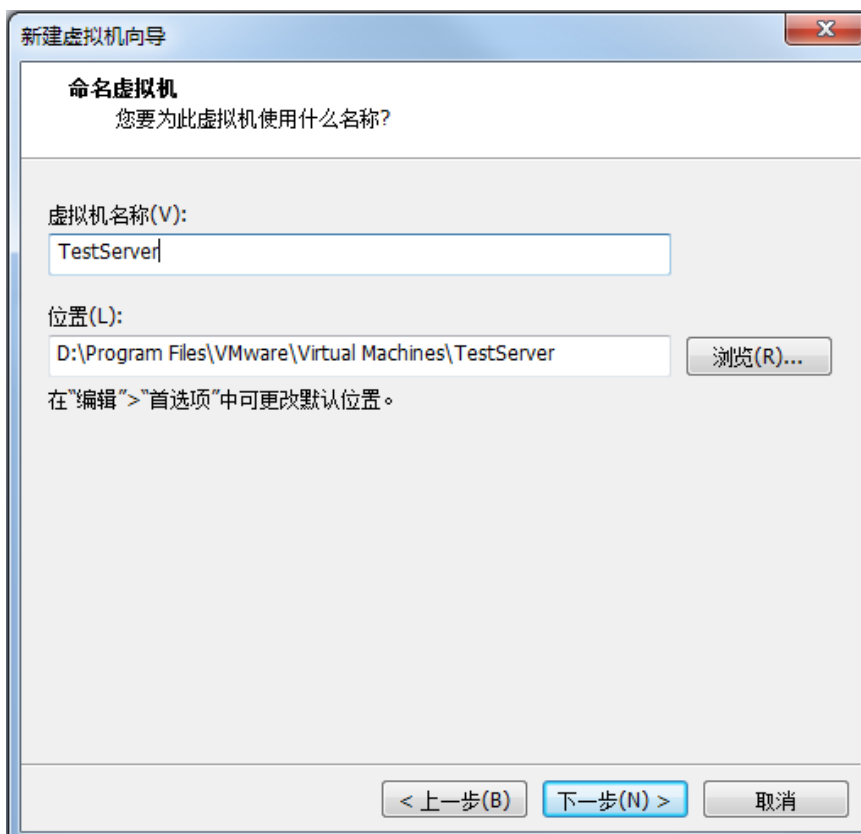 新建虚拟机向导
命名虚拟机
您要为此虚拟机使用什么名称?
虚拟机名称(V):
TestServer
位置(L):
D:\Program Files\VMware\Virtual Machines\TestServer
浏览(R)...
在"编辑">"首选项"中可更改默认位置。
< 上一步(B)
下一步(N) >
取消